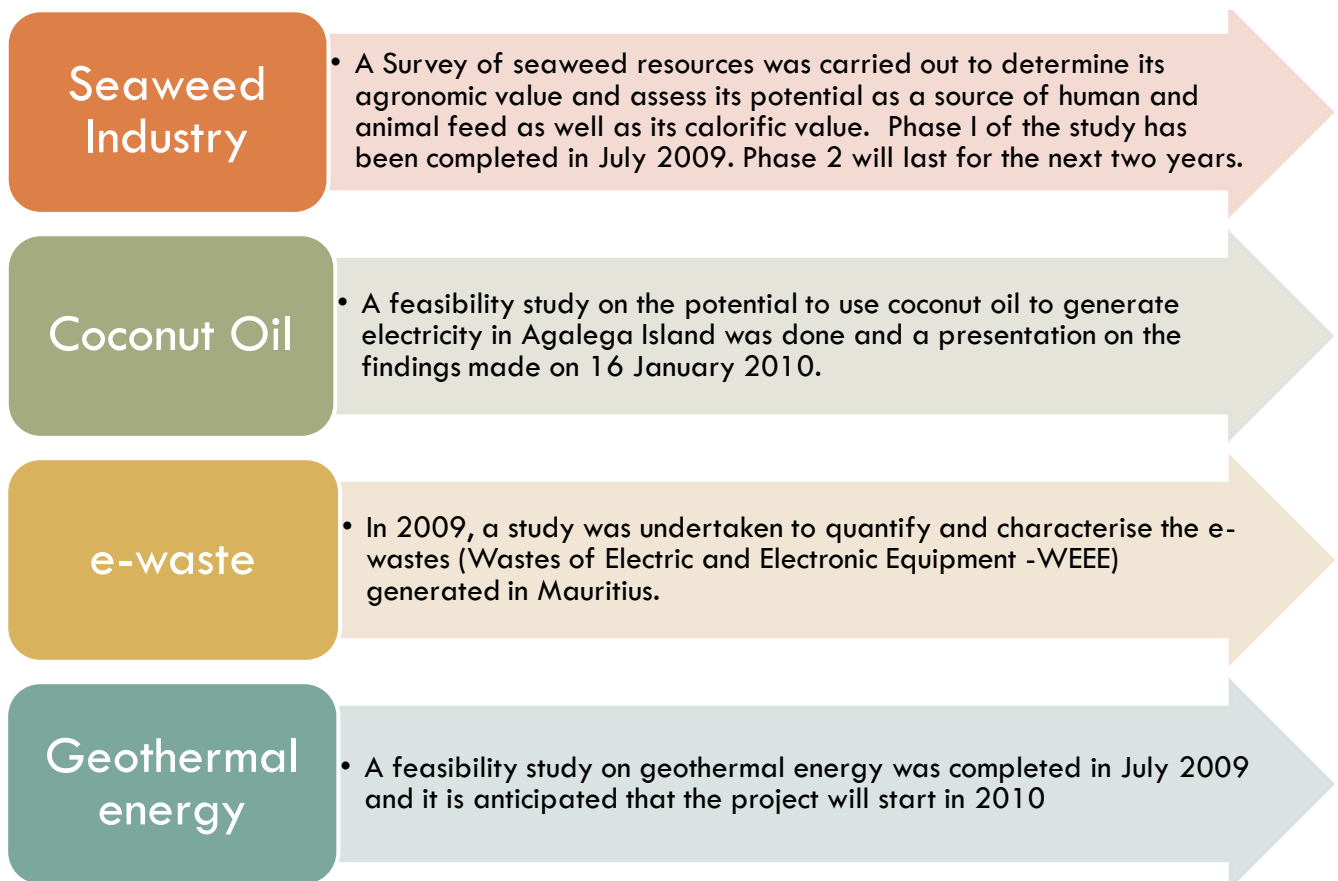 Seaweed
Industry
• A Survey of seaweed resources was carried out to determine its
agronomic value and assess its potential as a source of human and
animal feed as well as its calorific value.  Phase I of the study has
been completed in July 2009. Phase 2 will last for the next two years.
Coconut Oil
• A feasibility study on the potential to use coconut oil to generate
electricity in Agalega Island was done and a presentation on the
findings made on 16 January 2010.
e-waste
• In 2009, a study was undertaken to quantify and characterise the e-
wastes (Wastes of Electric and Electronic Equipment -WEEE)
generated in Mauritius.
Geothermal
energy
• A feasibility study on geothermal energy was completed in July 2009
and it is anticipated that the project will start in 2010